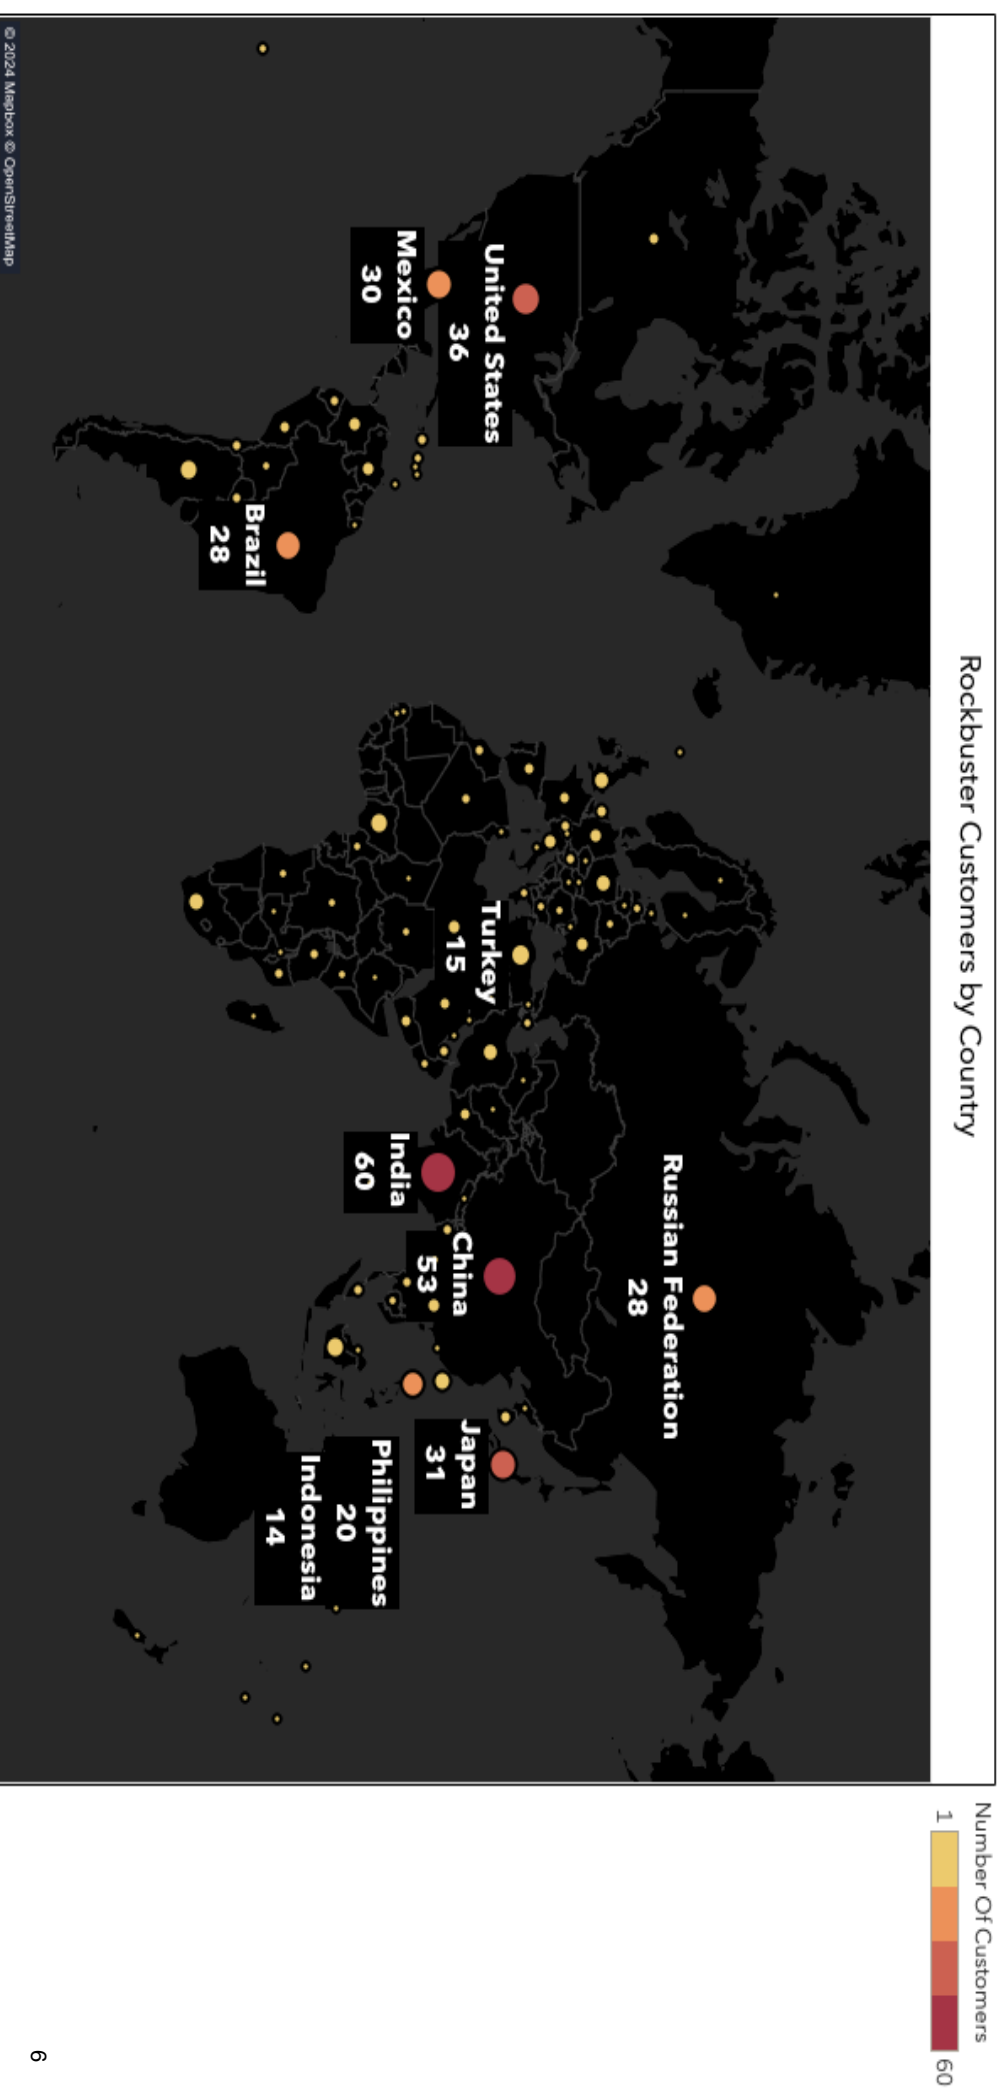 Rockbuster Customers by Country
Number Of Customers
1
60
Russian Federation
28
United States
36
Mexico
30
Brazil
28
Turkey
15
India
60
China
53
Japan
31
Philippines
20
Indonesia
14
© 2024 Mapbox © OpenStreetMap
6